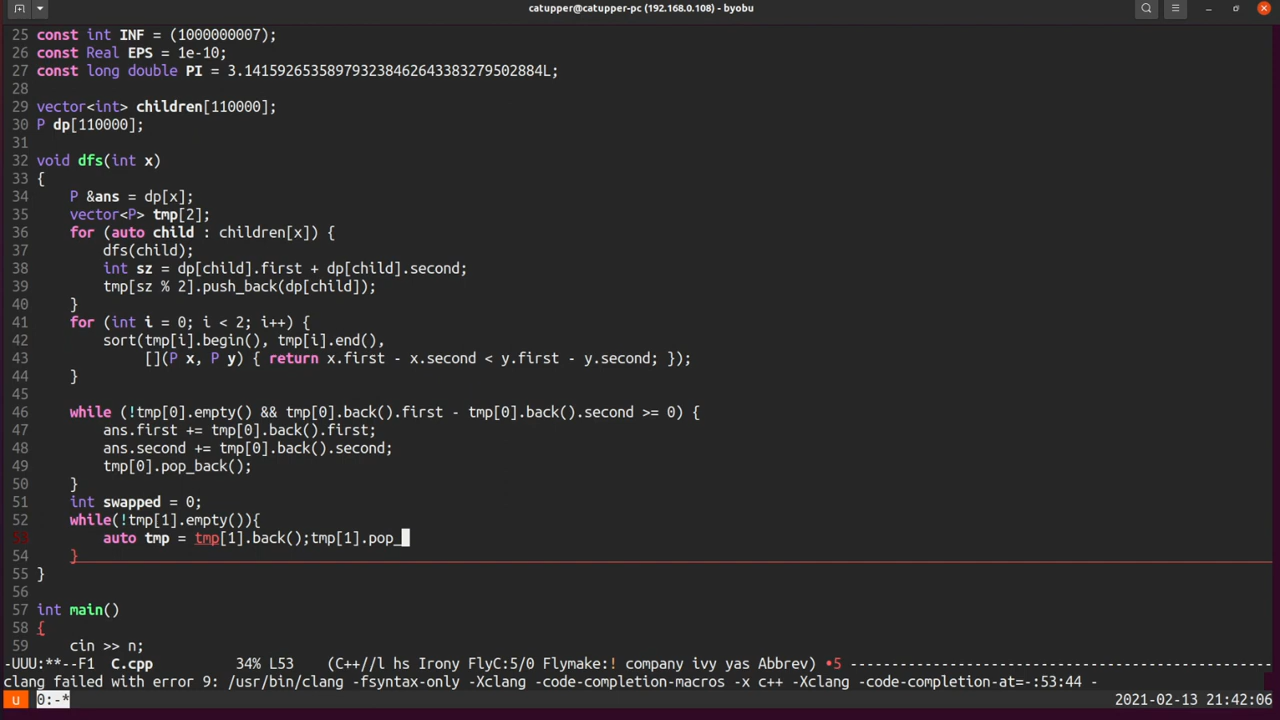 catupper@catupper-pc (192.168.0.108) - byobu
25 const int INF = (1000000007);
26 const Real EPS = 1e-10;
27 const long double PI = 3.141592653589793238462643383279502884L;
28
29 vector<int> children[110000];
30 P dp[110000];
31
32 void dfs(int x)
33 {
34     P &ans = dp[x];
35     vector<P> tmp[2];
36     for (auto child : children[x]) {
37         dfs(child);
38         int sz = dp[child].first + dp[child].second;
39         tmp[sz % 2].push_back(dp[child]);
40     }
41     for (int i = 0; i < 2; i++) {
42         sort(tmp[i].begin(), tmp[i].end(),
43              [](P x, P y) { return x.first - x.second < y.first - y.second; });
44     }
45
46     while (!tmp[0].empty() && tmp[0].back().first - tmp[0].back().second >= 0) {
47         ans.first += tmp[0].back().first;
48         ans.second += tmp[0].back().second;
49         tmp[0].pop_back();
50     }
51     int swapped = 0;
52     while(!tmp[1].empty()){
53         auto tmp = tmp[1].back();tmp[1].pop_
54     }
55 }
56
57 int main()
58 {
59     cin >> n;
-UUU:**--F1  C.cpp          34% L53    (C++//l hs Irony FlyC:5/0 Flymake:! company ivy yas Abbrev) •5 ----------------------------------------------------
clang failed with error 9: /usr/bin/clang -fsyntax-only -Xclang -code-completion-macros -x c++ -Xclang -code-completion-at=-:53:44 -
u 0:-* 2021-02-13 21:42:06